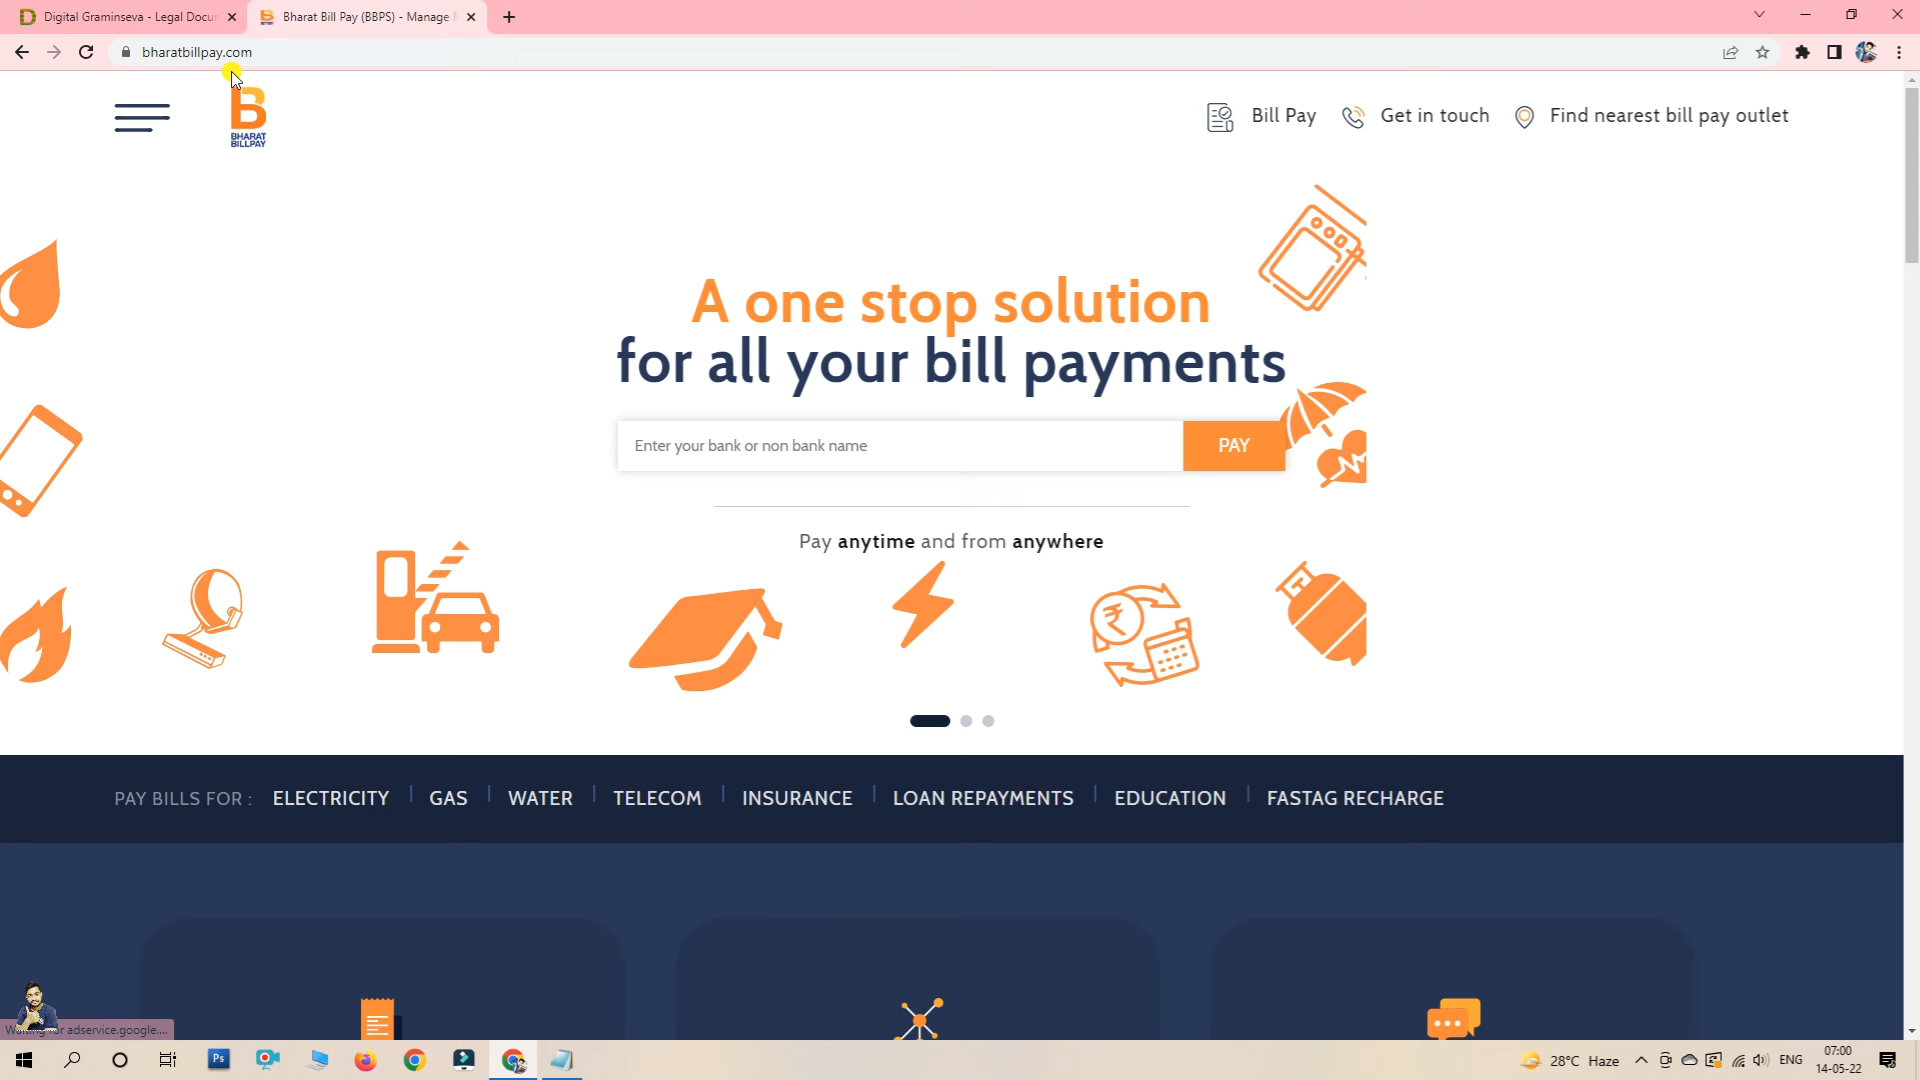 Digital Graminseva - Legal Docu
Bharat Bill Pay (BBPS) - Manage
bharatbillpay.com
BHARAT
BILLPAY
Bill Pay
Get in touch
Find nearest bill pay outlet
A one stop solution
for all your bill payments
Enter your bank or non bank name
PAY
Pay anytime and from anywhere
PAY BILLS FOR :
ELECTRICITY
GAS
WATER
TELECOM
INSURANCE
LOAN REPAYMENTS
EDUCATION
FASTAG RECHARGE
Waiting for adservice.google....
Ps
28°C Haze
ENG
07:00
14-05-22